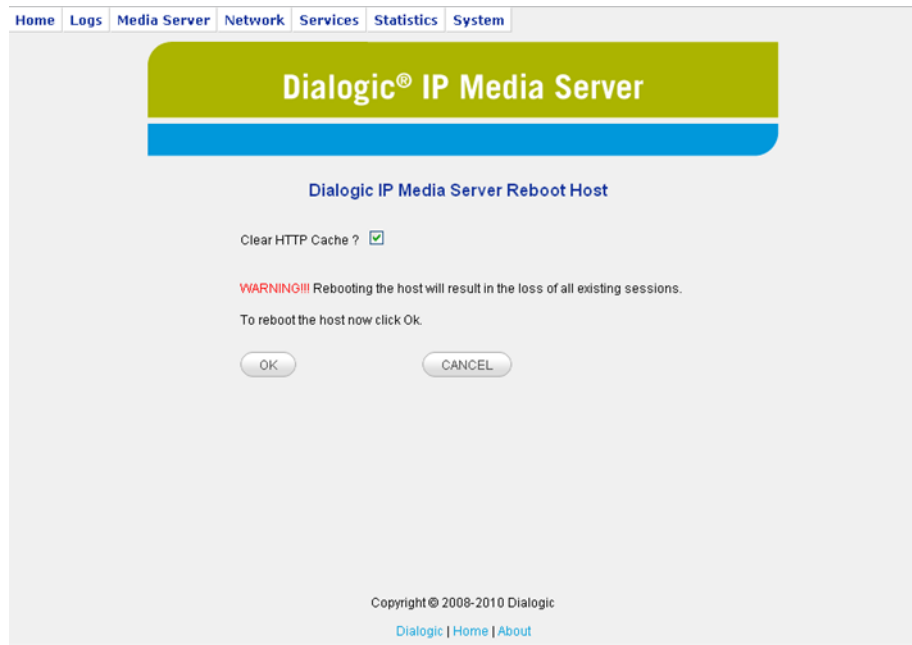 Home Logs Media Server Network Services Statistics System
Dialogic® IP Media Server
Dialogic IP Media Server Reboot Host
Clear HTTP Cache ?
WARNING!!! Rebooting the host will result in the loss of all existing sessions.
To reboot the host now click Ok.
OK CANCEL
Copyright © 2008-2010 Dialogic
Dialogic | Home | About